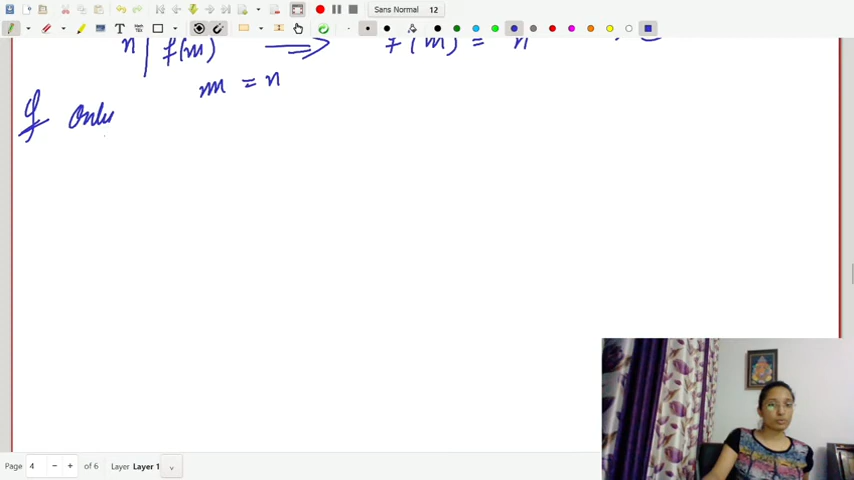 Sans Normal 12
n | f(m) ⟹ f(m) = n
m = n
If Only
Page 4 - + of 6 Layer Layer 1